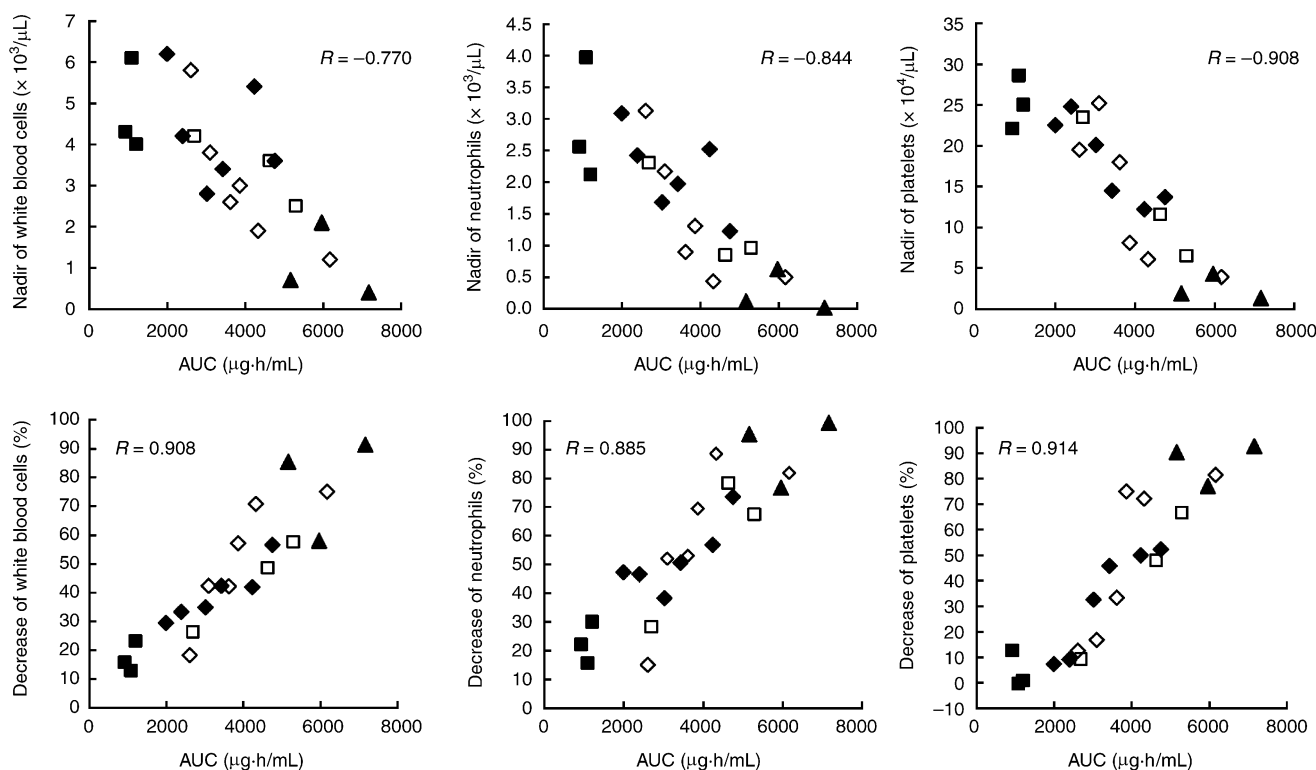 Nadir of white blood cells (× 10³/μL)
7
6
5
4
3
2
1
0
0 2000 4000 6000 8000
AUC (μg·h/mL)
R = −0.770
Nadir of neutrophils (× 10³/μL)
4.5
4.0
3.5
3.0
2.5
2.0
1.5
1.0
0.5
0.0
0 2000 4000 6000 8000
AUC (μg·h/mL)
R = −0.844
Nadir of platelets (× 10⁴/μL)
35
30
25
20
15
10
5
0
0 2000 4000 6000 8000
AUC (μg·h/mL)
R = −0.908
Decrease of white blood cells (%)
100
90
80
70
60
50
40
30
20
10
0
0 2000 4000 6000 8000
AUC (μg·h/mL)
R = 0.908
Decrease of neutrophils (%)
100
90
80
70
60
50
40
30
20
10
0
0 2000 4000 6000 8000
AUC (μg·h/mL)
R = 0.885
Decrease of platelets (%)
100
90
80
70
60
50
40
30
20
10
0
−10
0 2000 4000 6000 8000
AUC (μg·h/mL)
R = 0.914